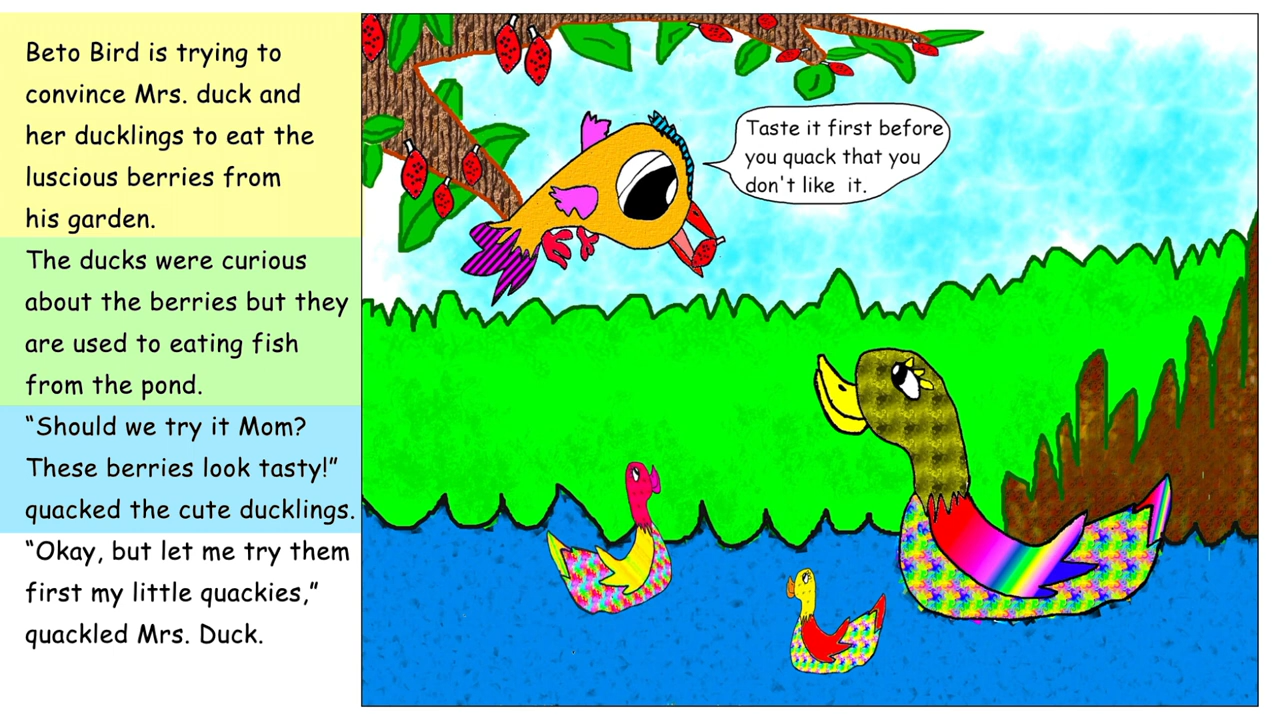 Beto Bird is trying to
convince Mrs. duck and
her ducklings to eat the
luscious berries from
his garden.
The ducks were curious
about the berries but they
are used to eating fish
from the pond.
“Should we try it Mom?
These berries look tasty!”
quacked the cute ducklings.
“Okay, but let me try them
first my little quackies,”
quackled Mrs. Duck.
Taste it first before
you quack that you
don't like it.